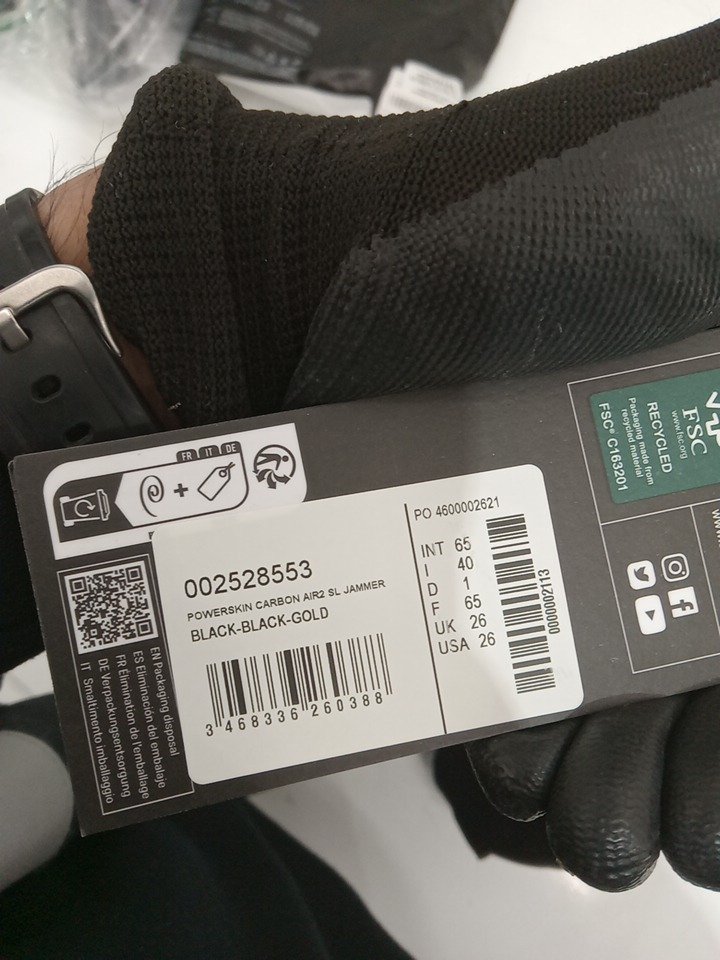 FR IT DE
002528553
POWERSKIN CARBON AIR2 SL JAMMER
BLACK-BLACK-GOLD
3 468336 260388
PO 4600002621
INT 65
I 40
D 1
F 65
UK 26
USA 26
0000002113
EN Packaging disposal
ES Eliminación del embalaje
FR Élimination de l'emballage
DE Verpackungsentsorgung
IT Smaltimento imballaggio
FSC
www.fsc.org
RECYCLED
Packaging made from
recycled material
FSC® C163201